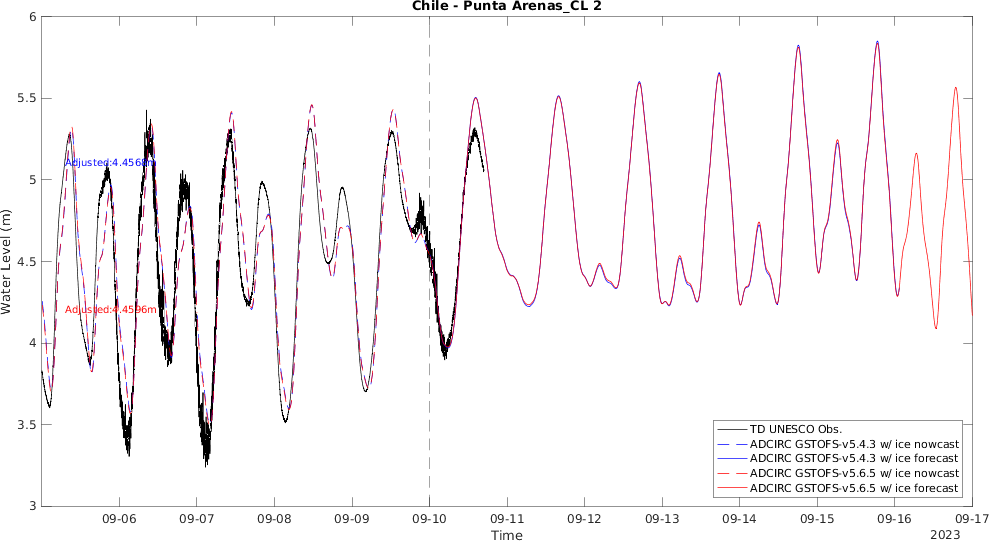 Chile - Punta Arenas_CL 2
6
5.5
5
4.5
4
3.5
3
Water Level (m)
Adjusted:4.4568m
Adjusted:4.4596m
TD UNESCO Obs.
ADCIRC GSTOFS-v5.4.3 w/ ice nowcast
ADCIRC GSTOFS-v5.4.3 w/ ice forecast
ADCIRC GSTOFS-v5.6.5 w/ ice nowcast
ADCIRC GSTOFS-v5.6.5 w/ ice forecast
09-06 09-07 09-08 09-09 09-10 09-11 09-12 09-13 09-14 09-15 09-16 09-17
Time
2023